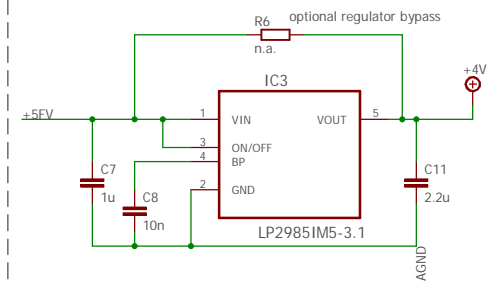 R6
optional regulator bypass
n.a.
IC3
+4V
+5FV
1
VIN
VOUT
5
3
ON/OFF
4
BP
C7
1u
C8
10n
2
GND
C11
2.2u
LP2985IM5-3.1
AGND